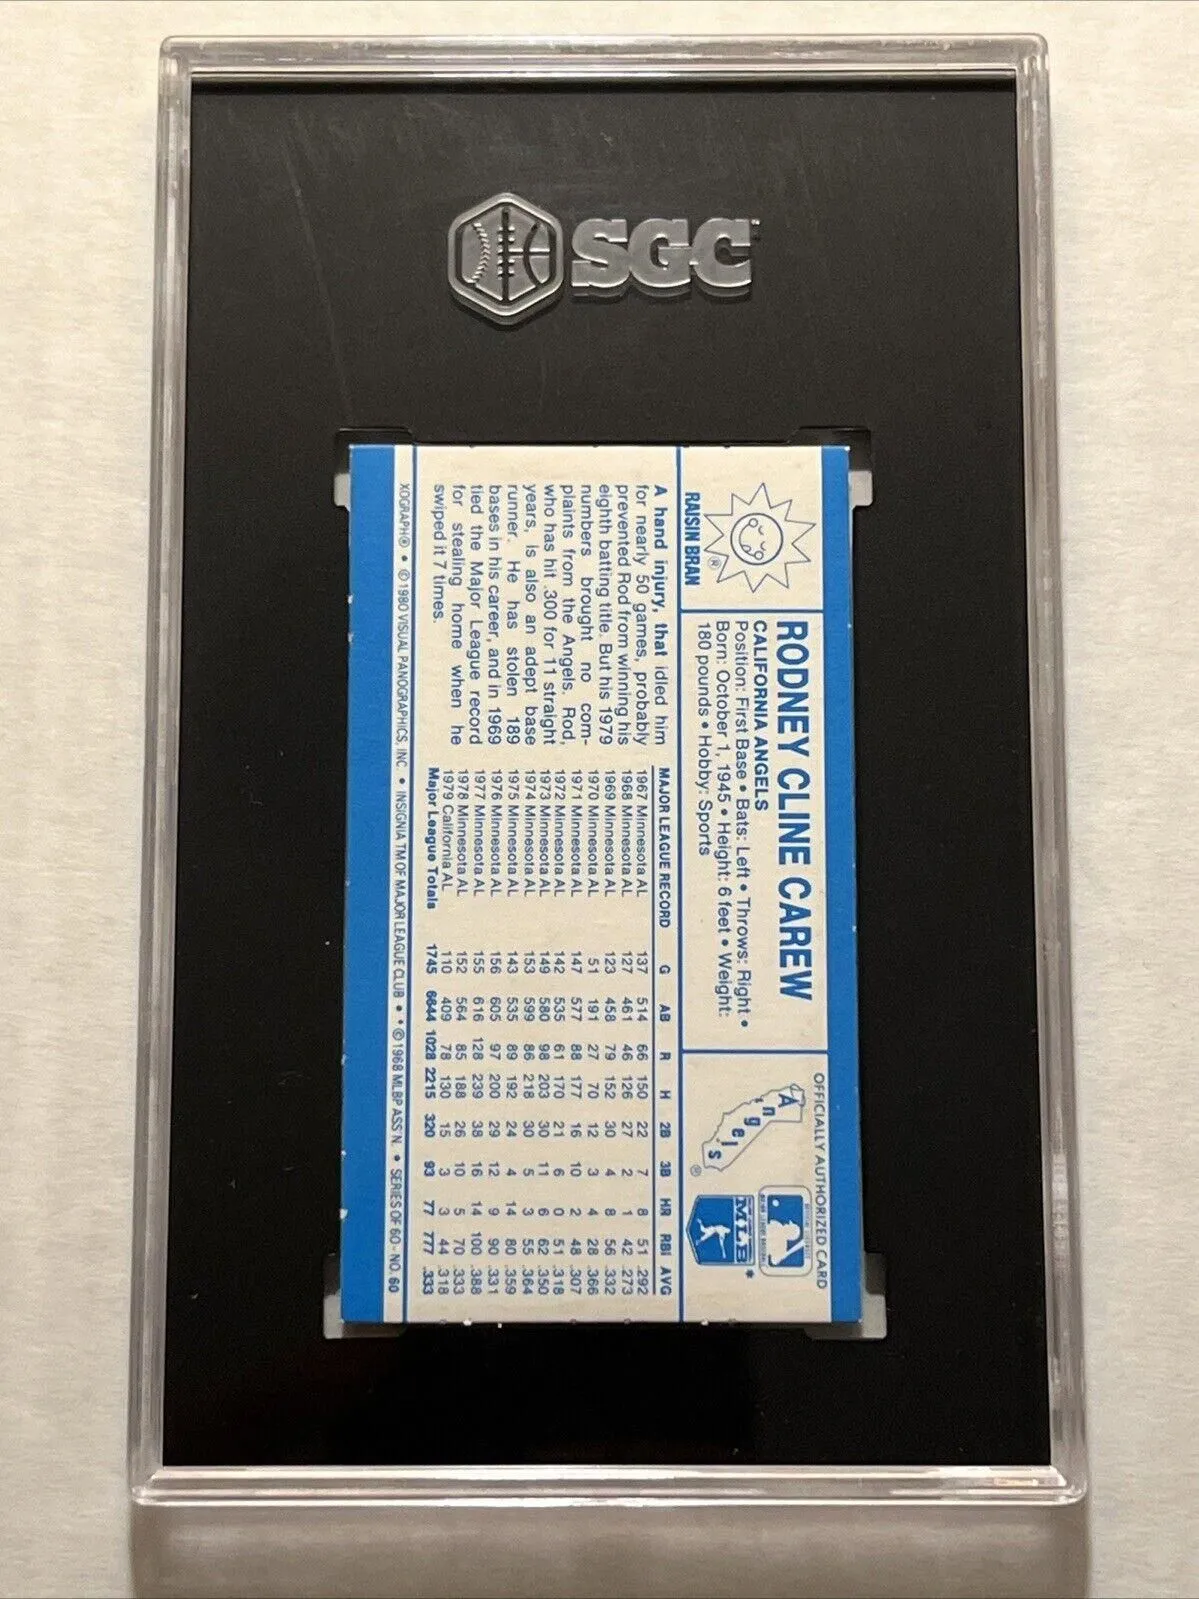 SGC
RAISIN BRAN
®
RODNEY CLINE CAREW
CALIFORNIA ANGELS
Position: First Base • Bats: Left • Throws: Right •
Born: October 1, 1945 • Height: 6 feet • Weight:
180 pounds • Hobby: Sports
OFFICIALLY AUTHORIZED CARD
Angels
®
MLB
*
A hand injury, that idled him
for nearly 50 games, probably
prevented Rod from winning his
eighth batting title. But his 1979
numbers brought no com-
plaints from the Angels. Rod,
who has hit .300 for 11 straight
years, is also an adept base
runner. He has stolen 189
bases in his career, and in 1969
tied the Major League record
for stealing home when he
swiped it 7 times.
MAJOR LEAGUE RECORD G AB R H 2B 3B HR RBI AVG
1967 Minnesota AL 137 514 66 150 22 7 8 51 .292
1968 Minnesota AL 127 461 46 126 27 2 1 42 .273
1969 Minnesota AL 123 458 79 152 30 4 8 56 .332
1970 Minnesota AL 51 191 27 70 12 3 4 28 .366
1971 Minnesota AL 147 577 88 177 16 10 2 48 .307
1972 Minnesota AL 142 535 61 170 21 6 0 51 .318
1973 Minnesota AL 149 580 98 203 30 11 6 62 .350
1974 Minnesota AL 153 599 86 218 30 5 3 55 .364
1975 Minnesota AL 143 535 89 192 24 4 14 80 .359
1976 Minnesota AL 156 605 97 200 29 12 9 90 .331
1977 Minnesota AL 155 616 128 239 38 16 14 100 .388
1978 Minnesota AL 152 564 85 188 26 10 5 70 .333
1979 California AL 110 409 78 130 15 3 3 44 .318
Major League Totals 1745 6644 1028 2215 320 93 77 777 .333
XOGRAPH® • ©1980 VISUAL PANOGRAPHICS, INC. • INSIGNIA TM OF MAJOR LEAGUE CLUB • *©1968 MLBP ASS'N. • SERIES OF 60-NO. 60